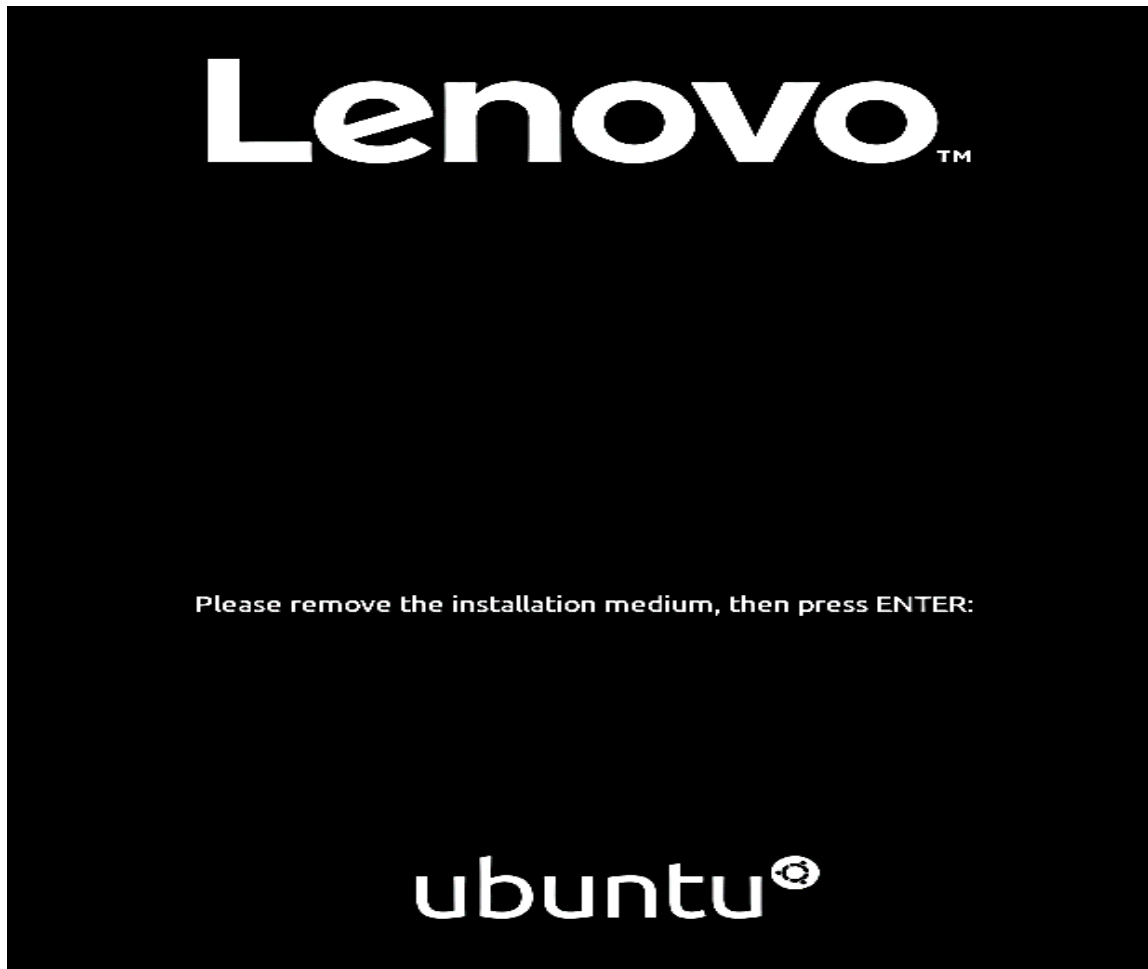 Lenovo™
Please remove the installation medium, then press ENTER:
ubuntu